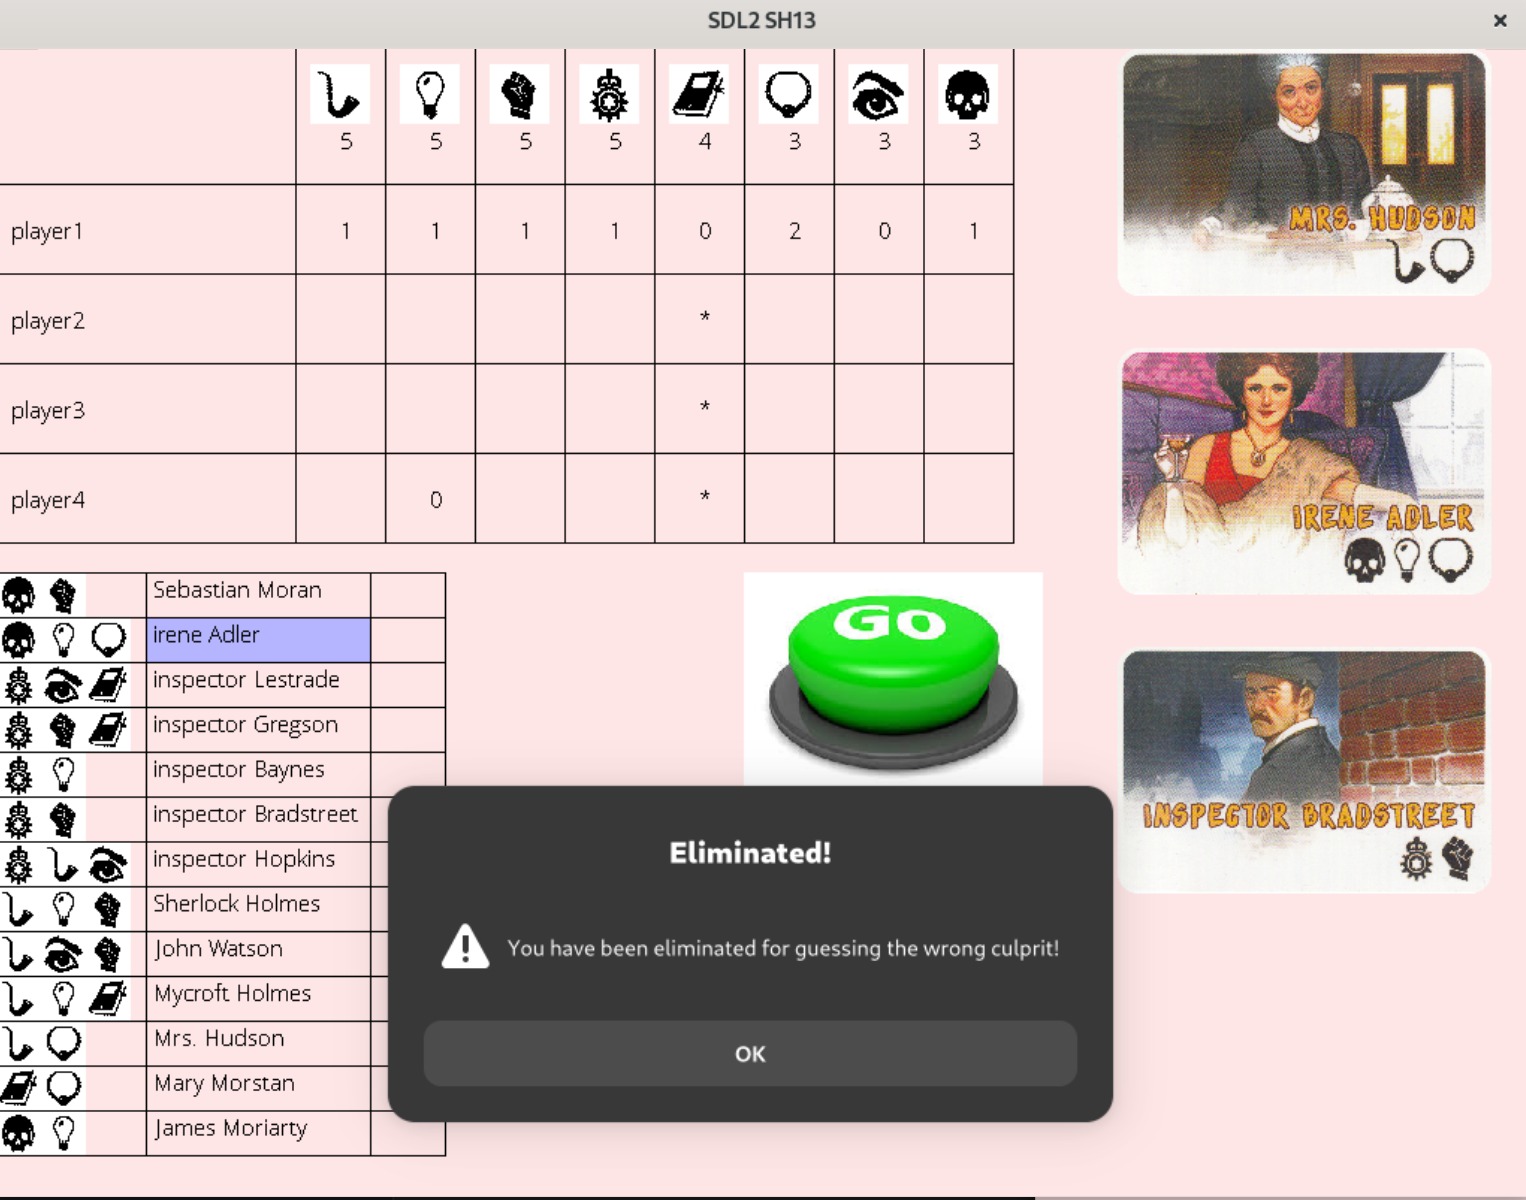 SDL2 SH13
5 5 5 5 4 3 3 3
player1 1 1 1 1 0 2 0 1
player2 *
player3 *
player4 0 *
MRS. HUDSON
IRENE ADLER
INSPECTOR BRADSTREET
Sebastian Moran
irene Adler
inspector Lestrade
inspector Gregson
inspector Baynes
inspector Bradstreet
inspector Hopkins
Sherlock Holmes
John Watson
Mycroft Holmes
Mrs. Hudson
Mary Morstan
James Moriarty
GO
Eliminated!
You have been eliminated for guessing the wrong culprit!
OK